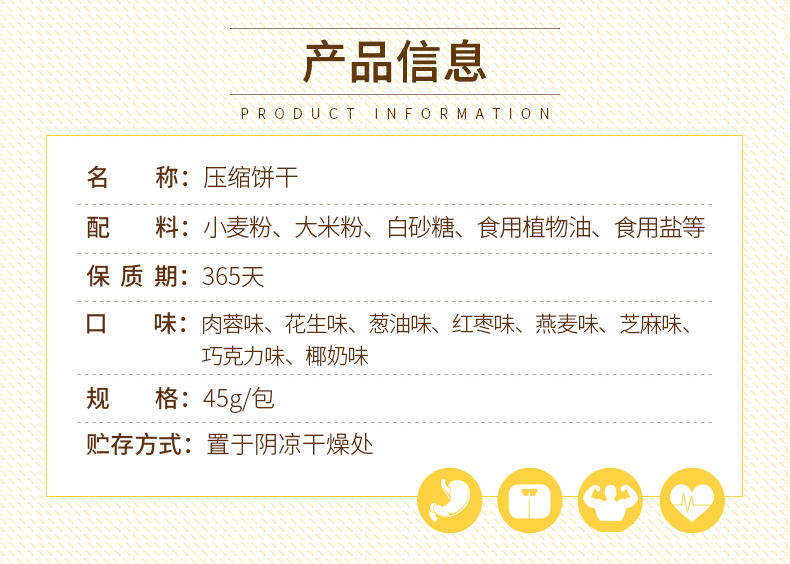 产品信息
PRODUCT INFORMATION
名称：压缩饼干
配料：小麦粉、大米粉、白砂糖、食用植物油、食用盐等
保质期：365天
口味：肉蓉味、花生味、葱油味、红枣味、燕麦味、芝麻味、
巧克力味、椰奶味
规格：45g/包
贮存方式：置于阴凉干燥处